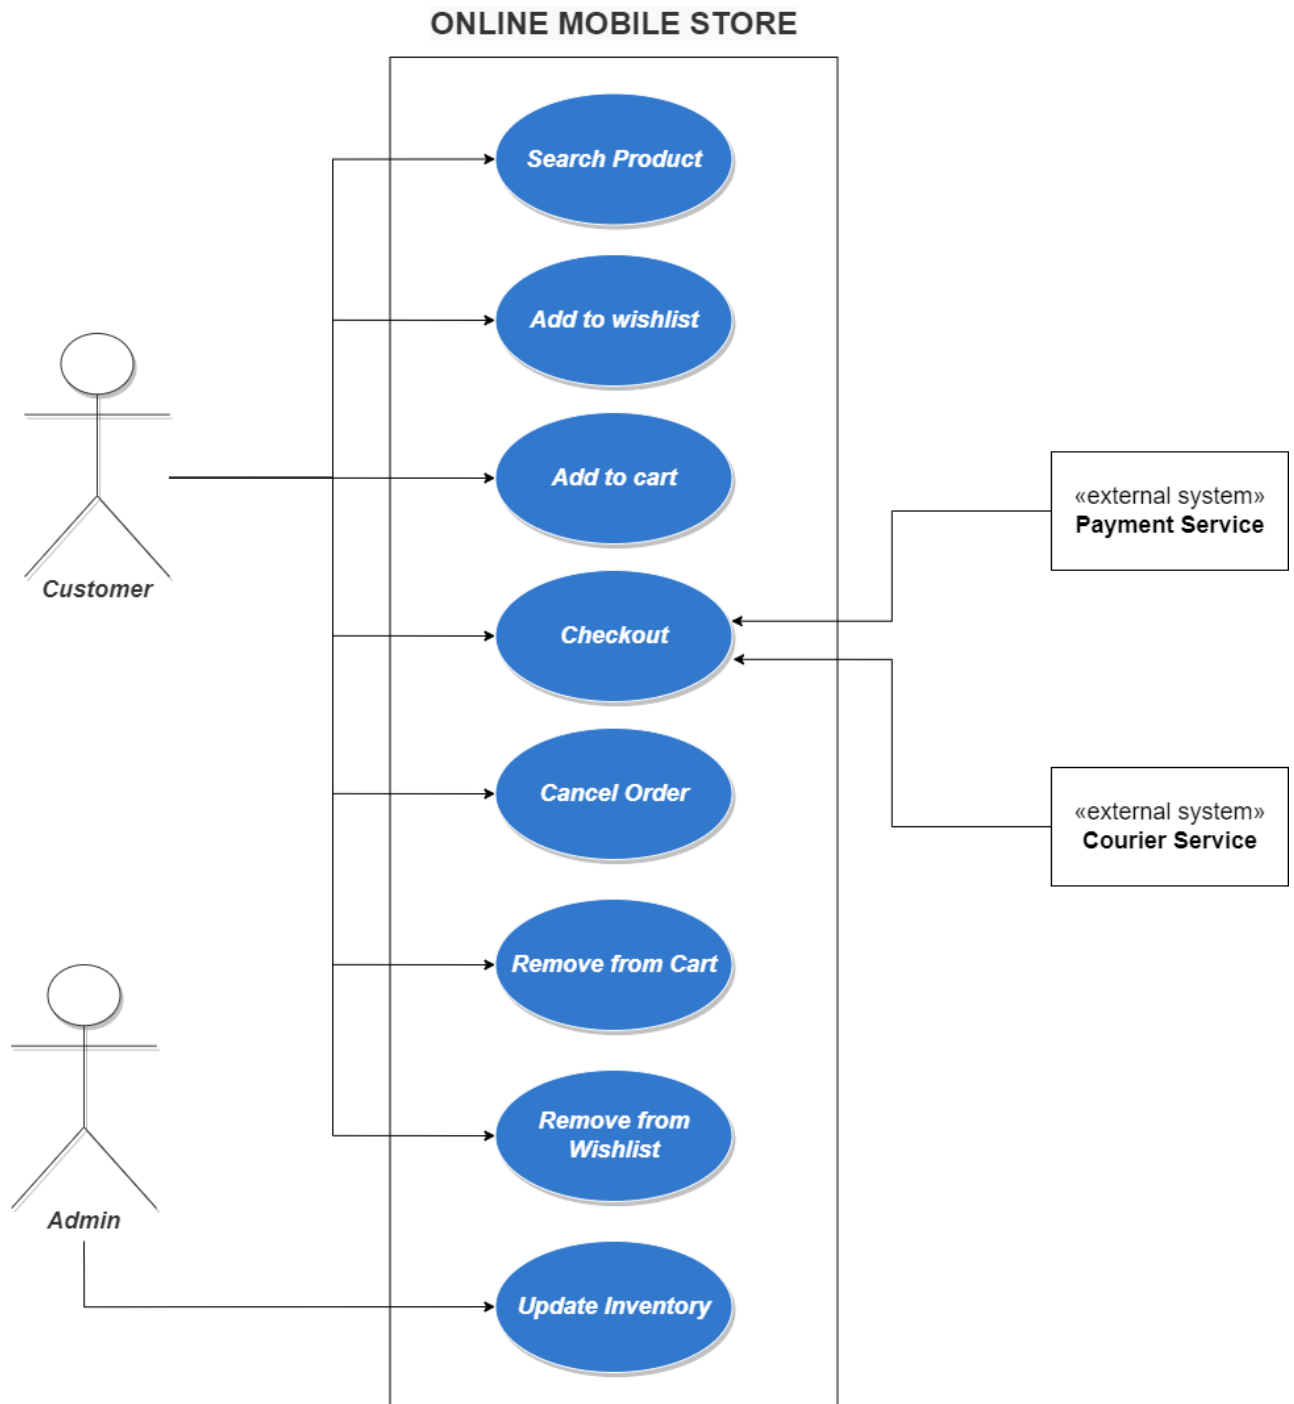 ONLINE MOBILE STORE
Search Product
Add to wishlist
Add to cart
Customer
Checkout
«external system»
Payment Service
Cancel Order
«external system»
Courier Service
Remove from Cart
Remove from
Wishlist
Admin
Update Inventory